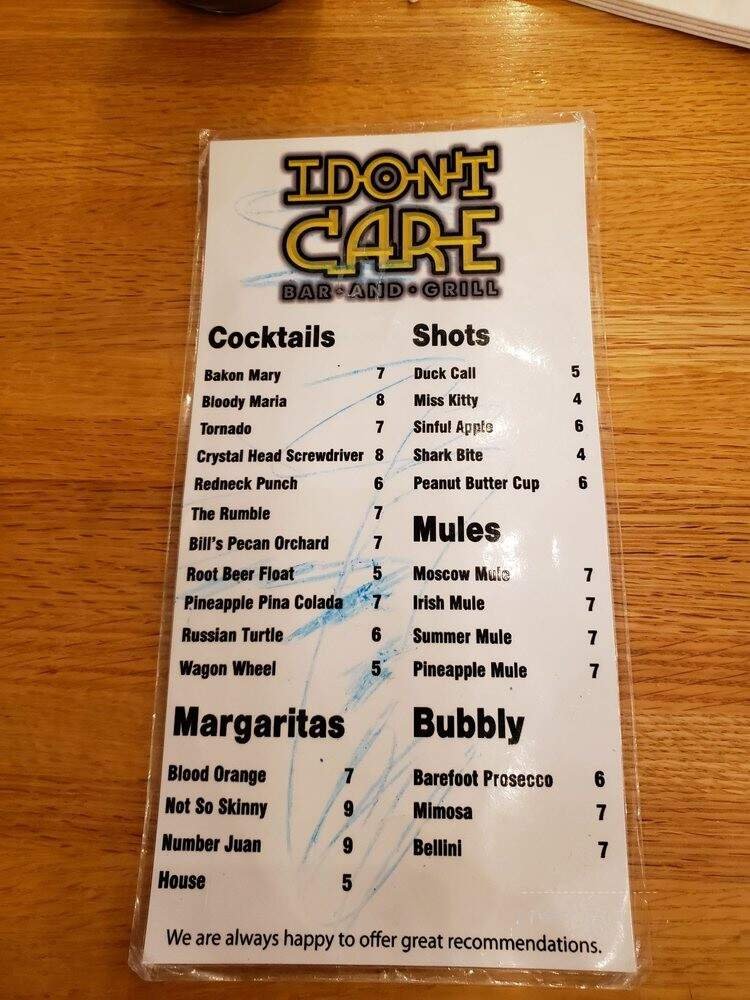 I DON'T
CARE
BAR • AND • GRILL
Cocktails
Bakon Mary 7
Bloody Maria 8
Tornado 7
Crystal Head Screwdriver 8
Redneck Punch 6
The Rumble 7
Bill's Pecan Orchard 7
Root Beer Float 5
Pineapple Pina Colada 7
Russian Turtle 6
Wagon Wheel 5
Margaritas
Blood Orange 7
Not So Skinny 9
Number Juan 9
House 5
Shots
Duck Call 5
Miss Kitty 4
Sinful Apple 6
Shark Bite 4
Peanut Butter Cup 6
Mules
Moscow Mule 7
Irish Mule 7
Summer Mule 7
Pineapple Mule 7
Bubbly
Barefoot Prosecco 6
Mimosa 7
Bellini 7
We are always happy to offer great recommendations.